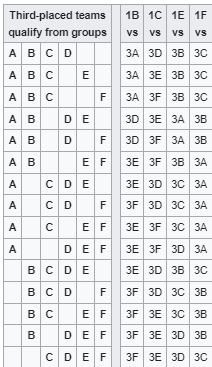 Third-placed teams qualify from groups 1B vs 1C vs 1E vs 1F vs
A B C D 3A 3D 3B 3C
A B C E 3A 3E 3B 3C
A B C F 3A 3F 3B 3C
A B D E 3D 3E 3A 3B
A B D F 3D 3F 3A 3B
A B E F 3E 3F 3B 3A
A C D E 3E 3D 3C 3A
A C D F 3F 3D 3C 3A
A C E F 3E 3F 3C 3A
A D E F 3E 3F 3D 3A
B C D E 3E 3D 3B 3C
B C D F 3F 3D 3C 3B
B C E F 3F 3E 3C 3B
B D E F 3F 3E 3D 3B
C D E F 3F 3E 3D 3C